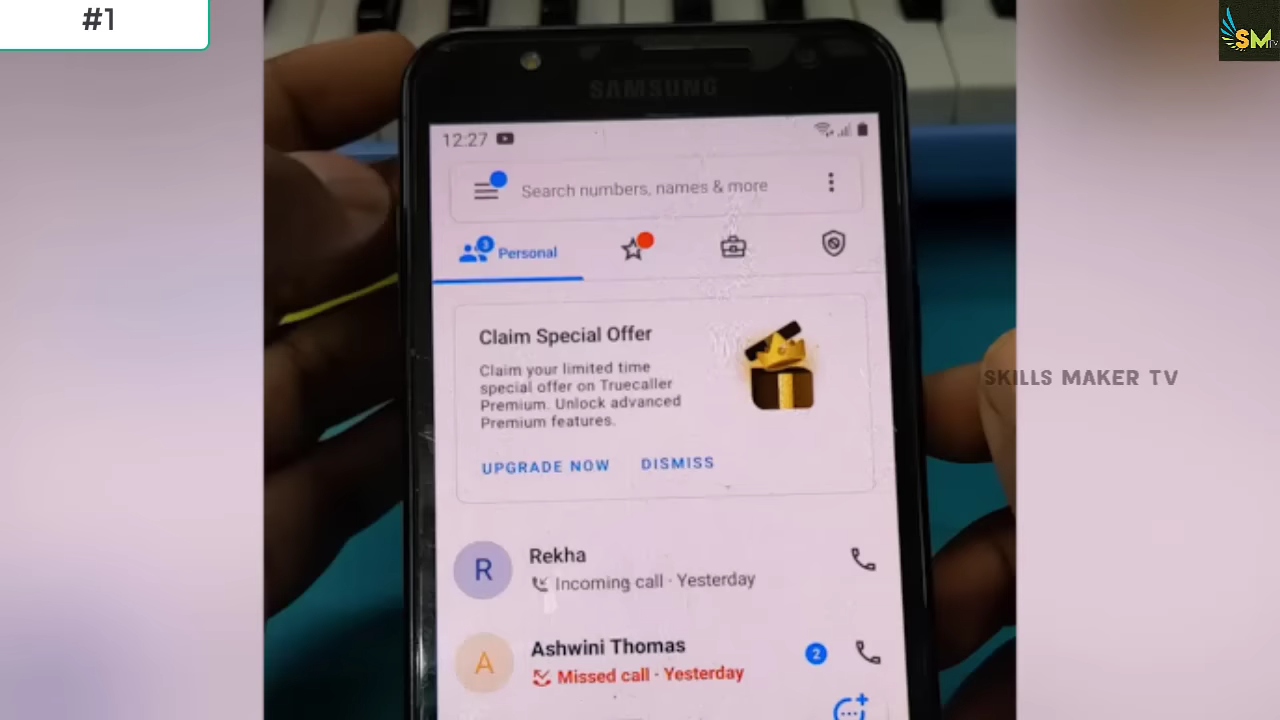 #1
SM
SAMSUNG
12:27
Search numbers, names & more
3
Personal
Claim Special Offer
Claim your limited time
special offer on Truecaller
Premium. Unlock advanced
Premium features.
UPGRADE NOW DISMISS
SKILLS MAKER TV
R
Rekha
Incoming call · Yesterday
A
Ashwini Thomas
2
Missed call · Yesterday